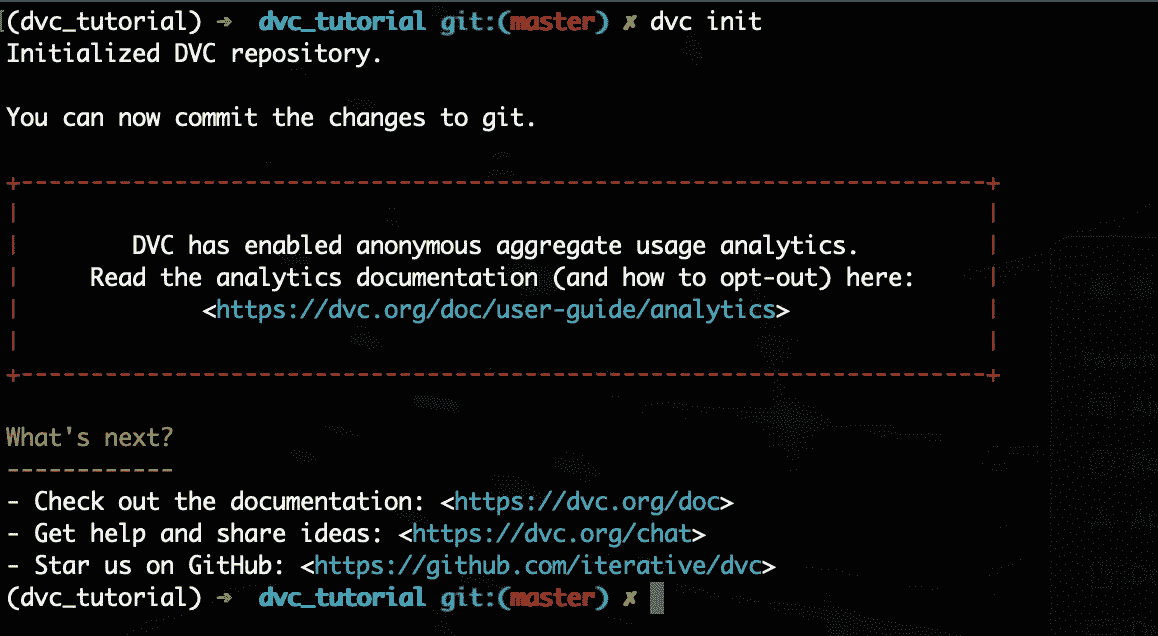 (dvc_tutorial) ➜  dvc_tutorial git:(master) ✗ dvc init
Initialized DVC repository.
You can now commit the changes to git.
+---------------------------------------------------------------------+
|                                                                     |
|        DVC has enabled anonymous aggregate usage analytics.         |
|     Read the analytics documentation (and how to opt-out) here:     |
|             <https://dvc.org/doc/user-guide/analytics>              |
|                                                                     |
+---------------------------------------------------------------------+
What's next?
------------
- Check out the documentation: <https://dvc.org/doc>
- Get help and share ideas: <https://dvc.org/chat>
- Star us on GitHub: <https://github.com/iterative/dvc>
(dvc_tutorial) ➜  dvc_tutorial git:(master) ✗